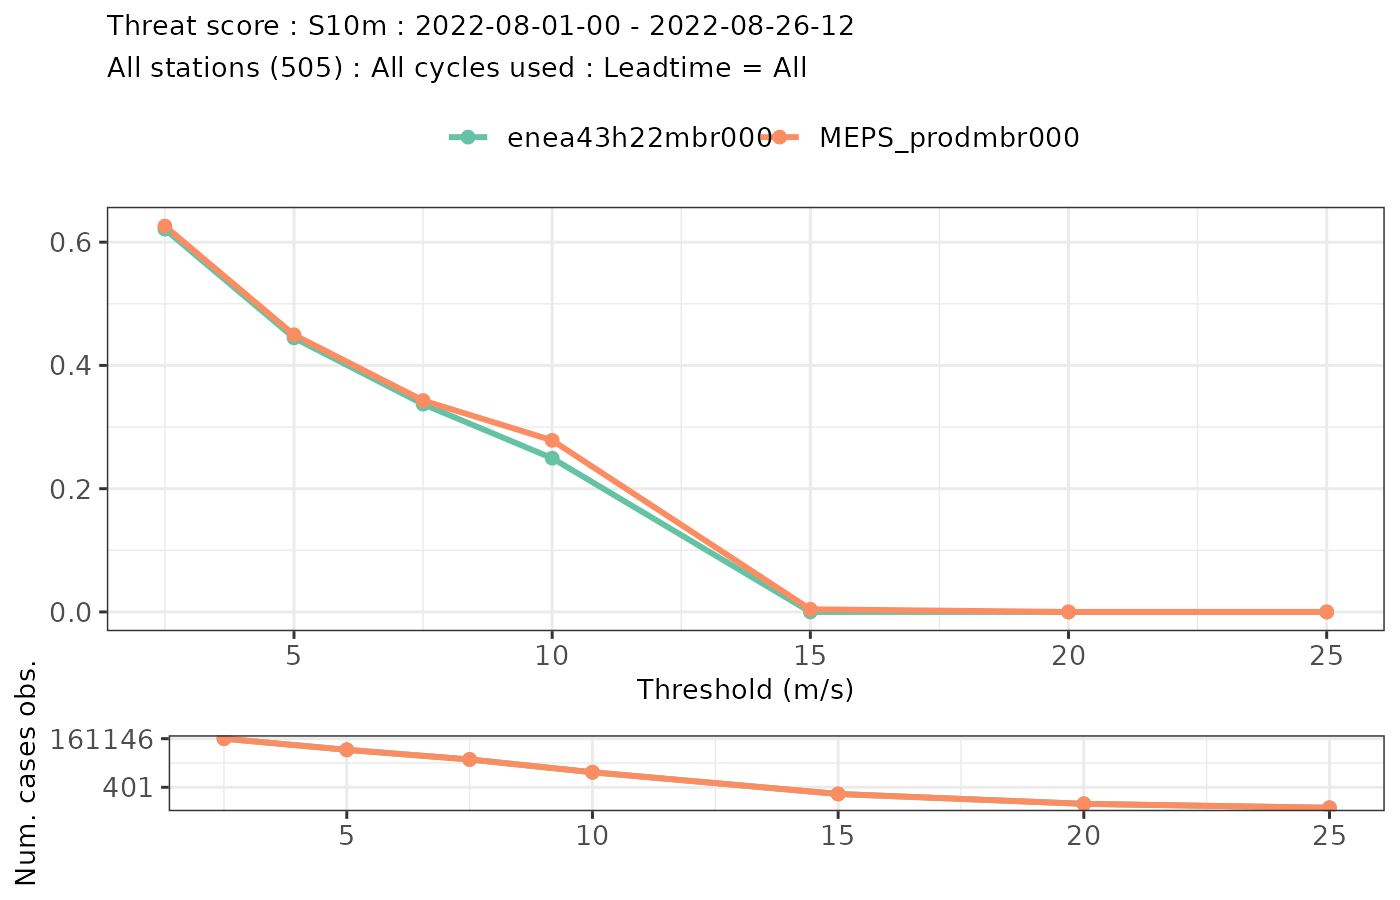 Threat score : S10m : 2022-08-01-00 - 2022-08-26-12
All stations (505) : All cycles used : Leadtime = All
enea43h22mbr000 MEPS_prodmbr000
0.6
0.4
0.2
0.0
5 10 15 20 25
Threshold (m/s)
Num. cases obs.
161146
401
5 10 15 20 25